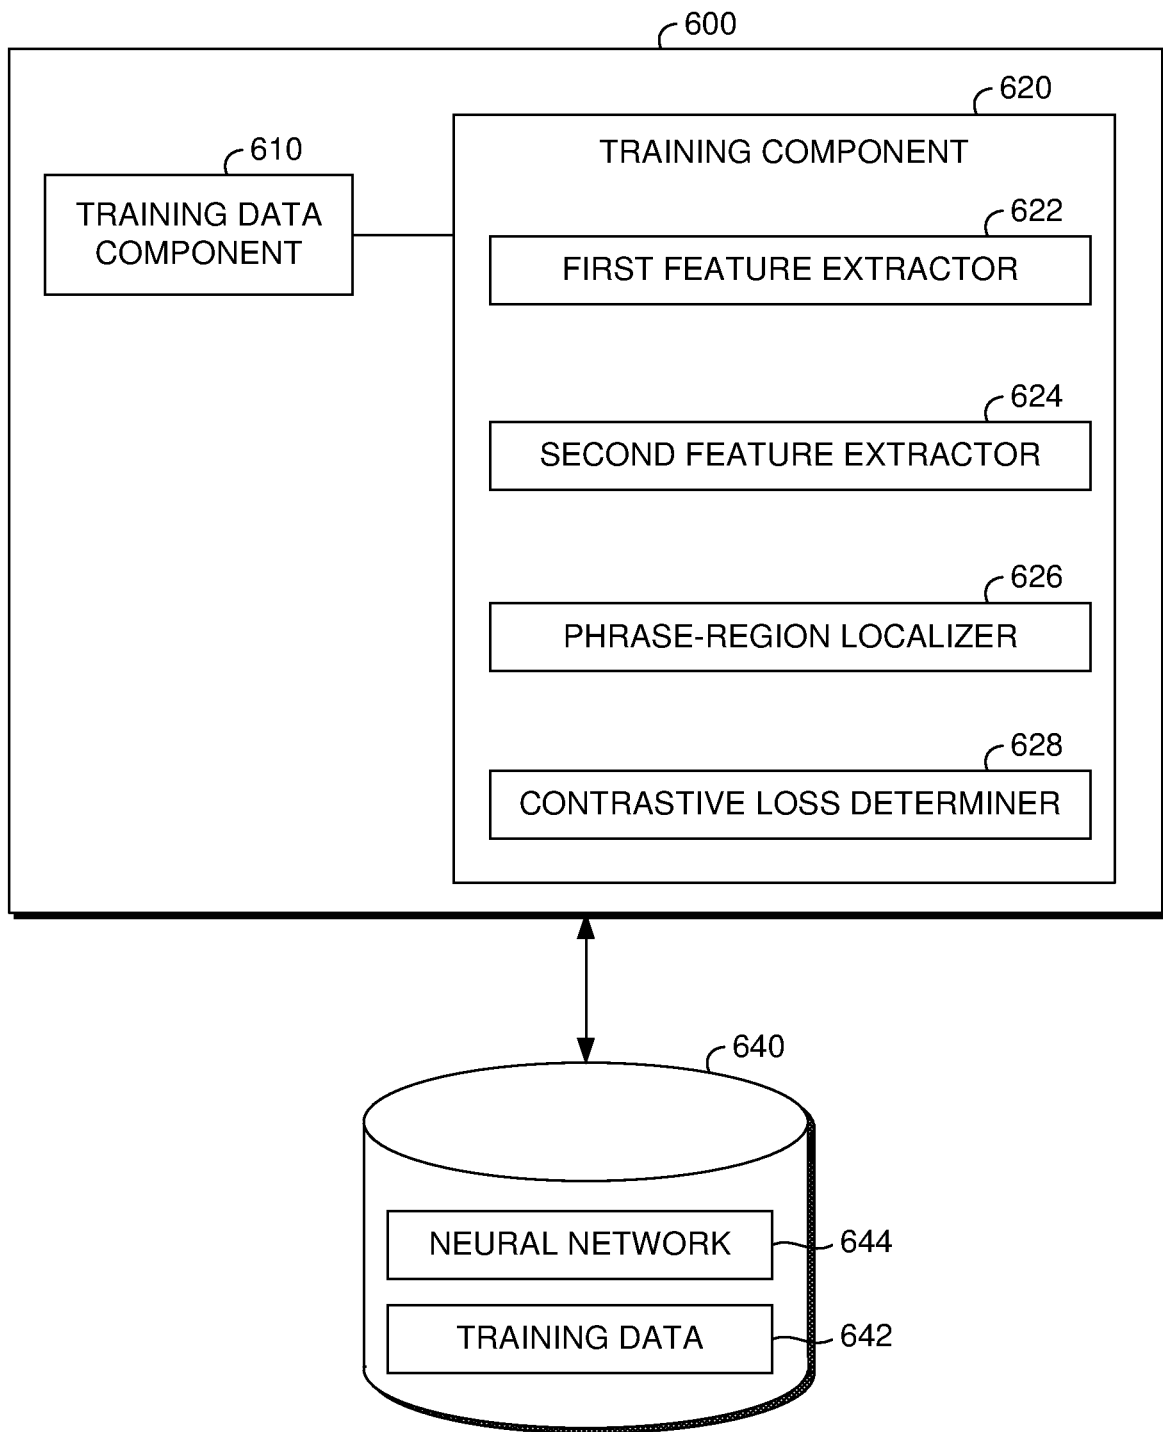 600
620
TRAINING COMPONENT
610
TRAINING DATA
COMPONENT
622
FIRST FEATURE EXTRACTOR
624
SECOND FEATURE EXTRACTOR
626
PHRASE-REGION LOCALIZER
628
CONTRASTIVE LOSS DETERMINER
640
NEURAL NETWORK
644
TRAINING DATA
642